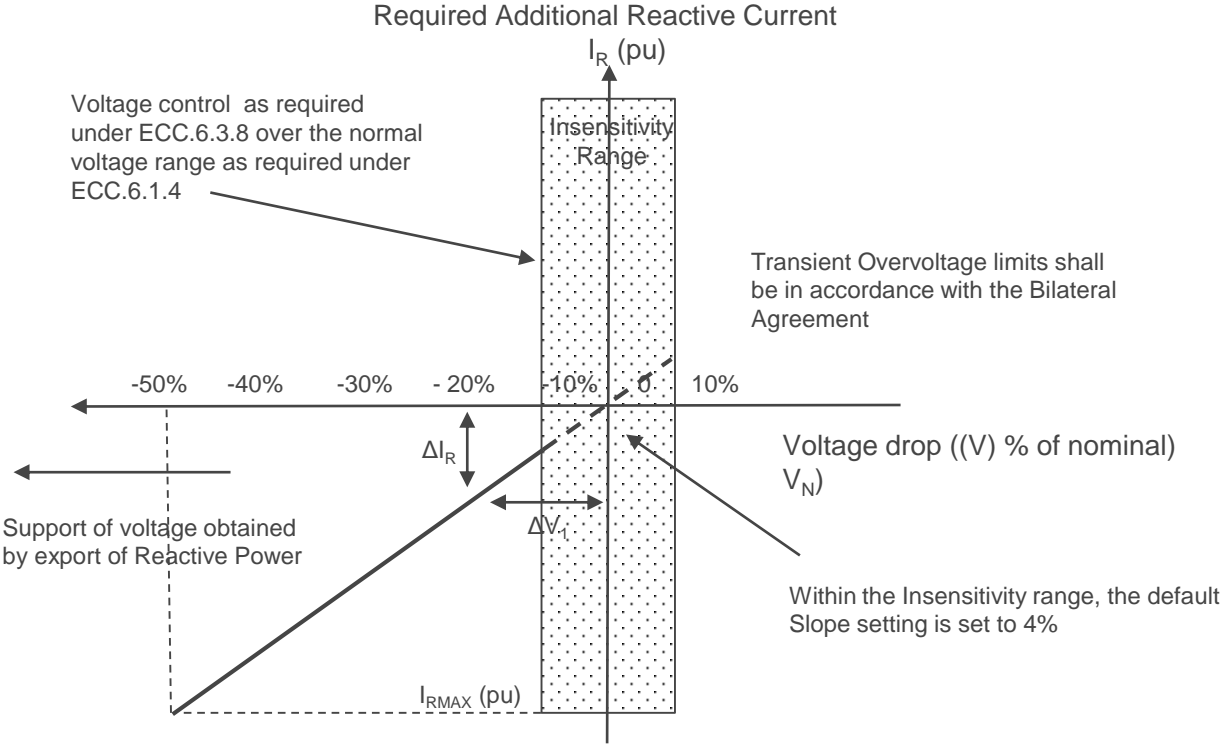 Required Additional Reactive Current
I_R (pu)
Voltage control as required
under ECC.6.3.8 over the normal
voltage range as required under
ECC.6.1.4
Insensitivity
Range
Transient Overvoltage limits shall
be in accordance with the Bilateral
Agreement
-50% -40% -30% - 20% -10% 0 10%
ΔI_R
Voltage drop ((V) % of nominal)
V_N)
ΔV_1
Support of voltage obtained
by export of Reactive Power
Within the Insensitivity range, the default
Slope setting is set to 4%
I_RMAX (pu)